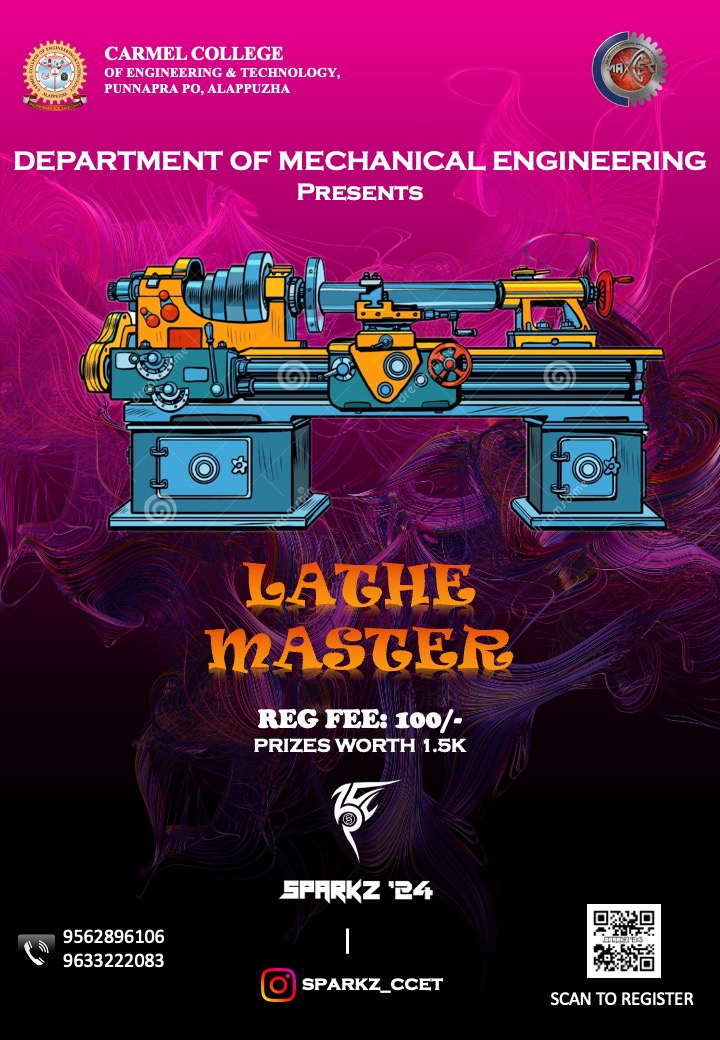 CARMEL COLLEGE
OF ENGINEERING & TECHNOLOGY,
PUNNAPRA PO, ALAPPUZHA
DEPARTMENT OF MECHANICAL ENGINEERING
PRESENTS
LATHE
MASTER
REG FEE: 100/-
PRIZES WORTH 1.5K
SPARKZ '24
9562896106
9633222083
SPARKZ_CCET
SCAN TO REGISTER